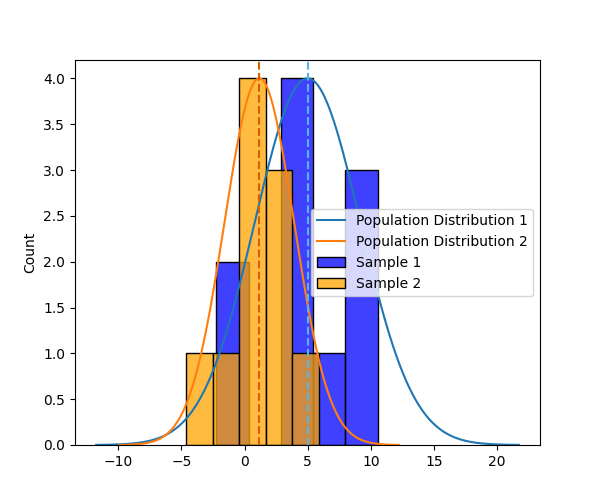 4.0
3.5
3.0
2.5
2.0
1.5
1.0
0.5
0.0
Count
Population Distribution 1
Population Distribution 2
Sample 1
Sample 2
−10 −5 0 5 10 15 20